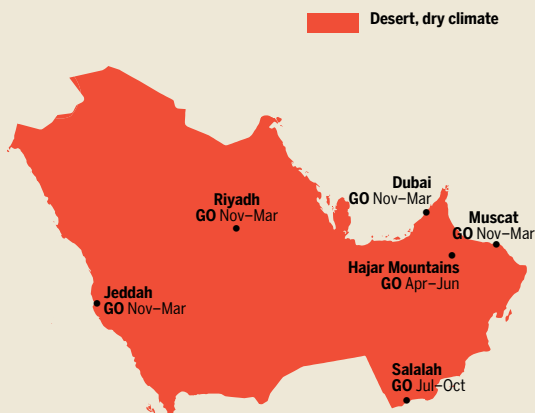 Desert, dry climate
Dubai
GO Nov–Mar
Riyadh
GO Nov–Mar
Muscat
GO Nov–Mar
Hajar Mountains
GO Apr–Jun
Jeddah
GO Nov–Mar
Salalah
GO Jul–Oct